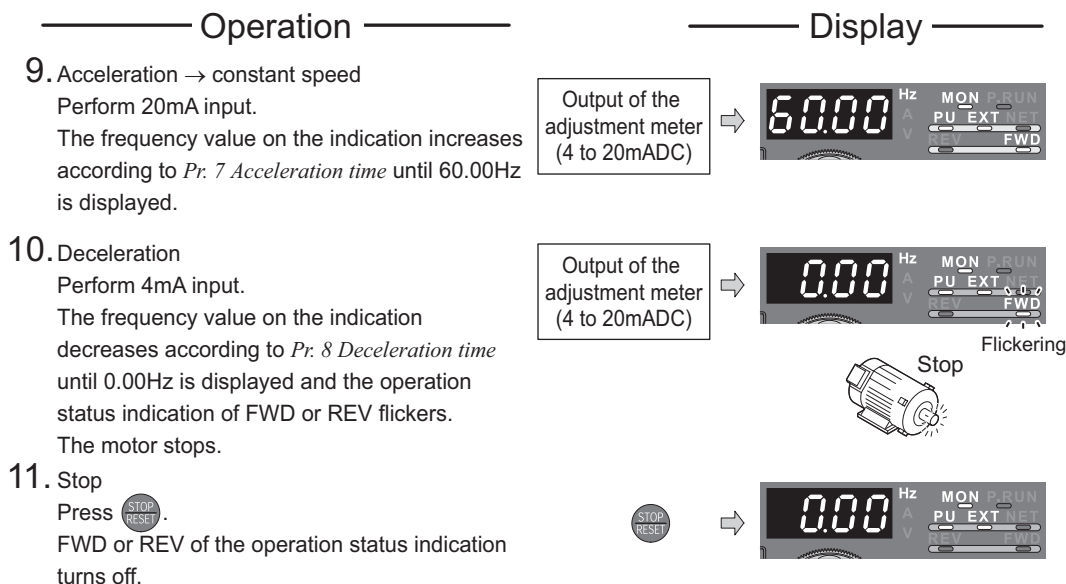 Operation
Display
9. Acceleration → constant speed
Perform 20mA input.
The frequency value on the indication increases
according to Pr. 7 Acceleration time until 60.00Hz
is displayed.
Output of the
adjustment meter
(4 to 20mADC)
60.00 Hz MON P.RUN
A PU EXT NET
V REV FWD
10. Deceleration
Perform 4mA input.
The frequency value on the indication
decreases according to Pr. 8 Deceleration time
until 0.00Hz is displayed and the operation
status indication of FWD or REV flickers.
The motor stops.
Output of the
adjustment meter
(4 to 20mADC)
0.00 Hz MON P.RUN
A PU EXT NET
V REV FWD
Flickering
Stop
11. Stop
Press STOP RESET .
FWD or REV of the operation status indication
turns off.
STOP
RESET
0.00 Hz MON P.RUN
A PU EXT NET
V REV FWD